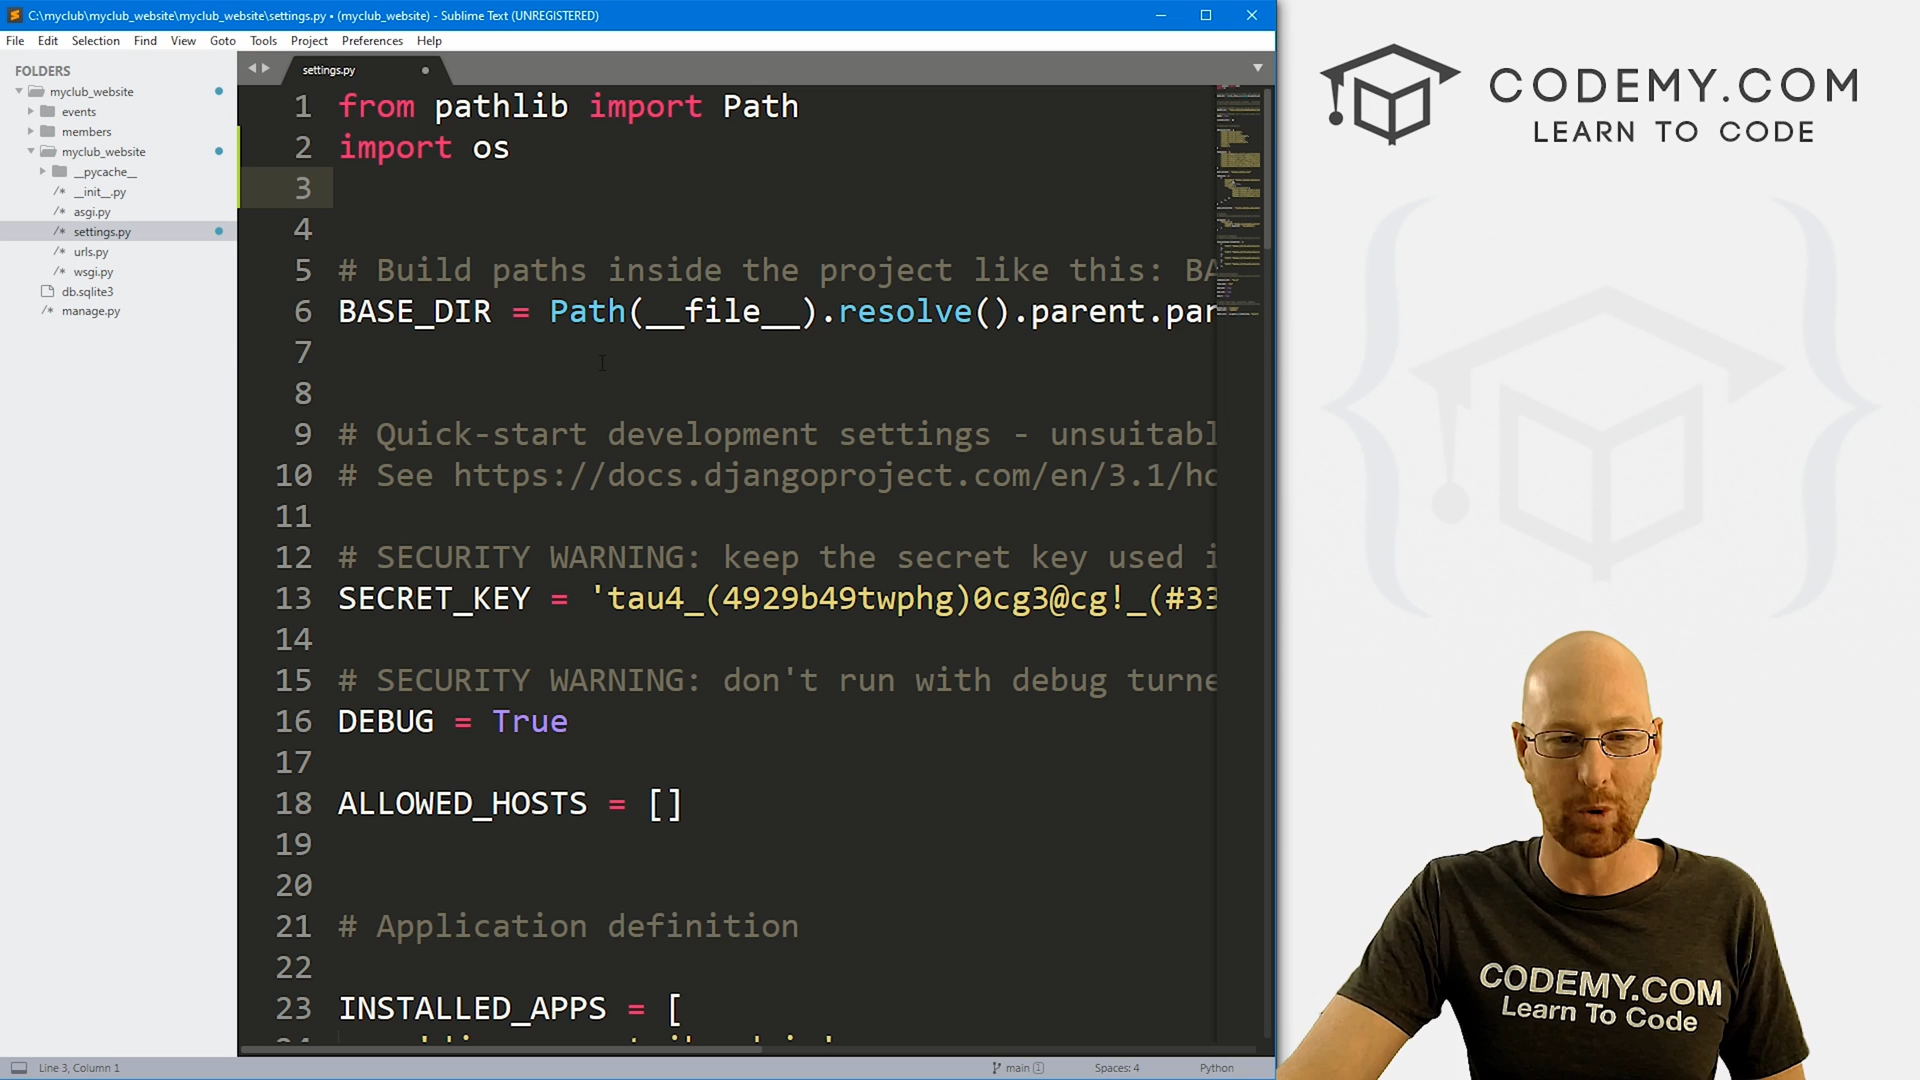 C:\myclub\myclub_website\myclub_website\settings.py • (myclub_website) - Sublime Text (UNREGISTERED)
File Edit Selection Find View Goto Tools Project Preferences Help
FOLDERS
myclub_website
events
members
myclub_website
__pycache__
/* __init__.py
/* asgi.py
/* settings.py
/* urls.py
/* wsgi.py
db.sqlite3
manage.py
settings.py
1 from pathlib import Path
2 import os
3
4
5 # Build paths inside the project like this: BA
6 BASE_DIR = Path(__file__).resolve().parent.par
7
8
9 # Quick-start development settings - unsuitabl
10 # See https://docs.djangoproject.com/en/3.1/ho
11
12 # SECURITY WARNING: keep the secret key used i
13 SECRET_KEY = 'tau4_(4929b49twphg)0cg3@cg!_(#33
14
15 # SECURITY WARNING: don't run with debug turne
16 DEBUG = True
17
18 ALLOWED_HOSTS = []
19
20
21 # Application definition
22
23 INSTALLED_APPS = [
Line 3, Column 1
main 1
Spaces: 4
Python
CODEMY.COM
LEARN TO CODE
CODEMY.COM
Learn To Code